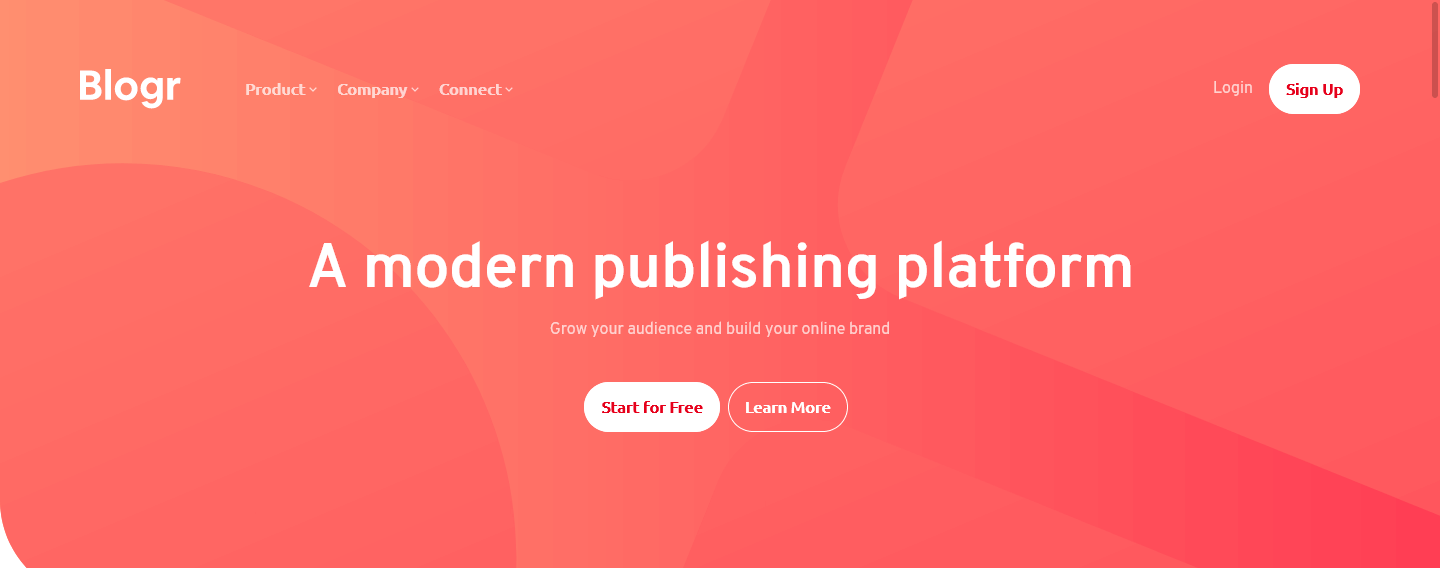 Blogr
Product
Company
Connect
Login
Sign Up
A modern publishing platform
Grow your audience and build your online brand
Start for Free
Learn More